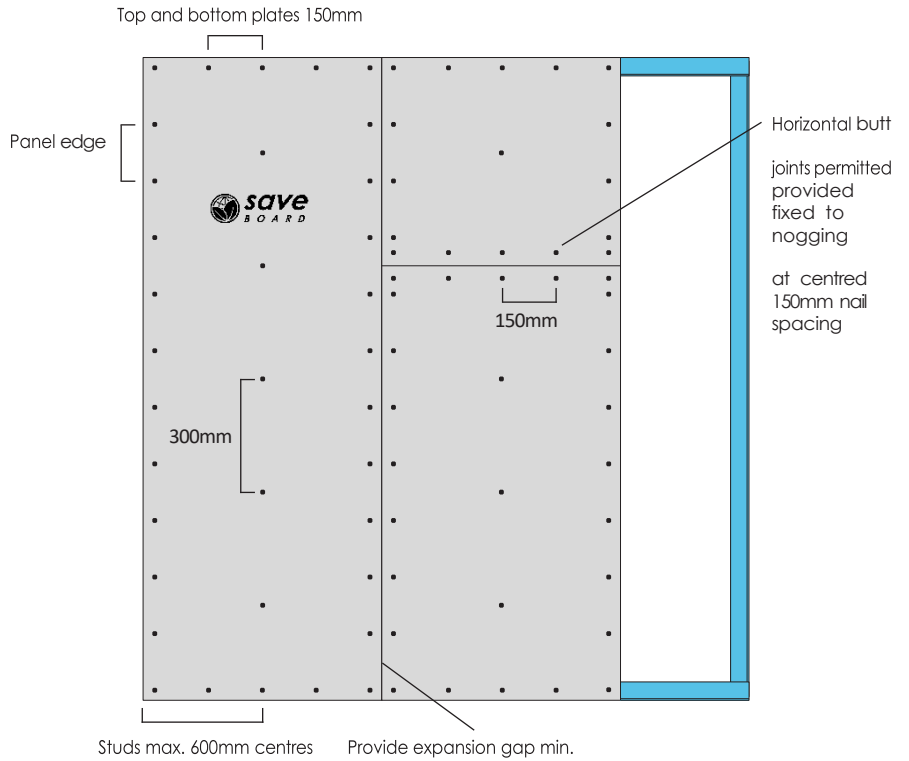 Top and bottom plates 150mm
Panel edge
save
BOARD
Horizontal butt
joints permitted
provided
fixed to
nogging
at centred
150mm nail
spacing
150mm
300mm
Studs max. 600mm centres
Provide expansion gap min.